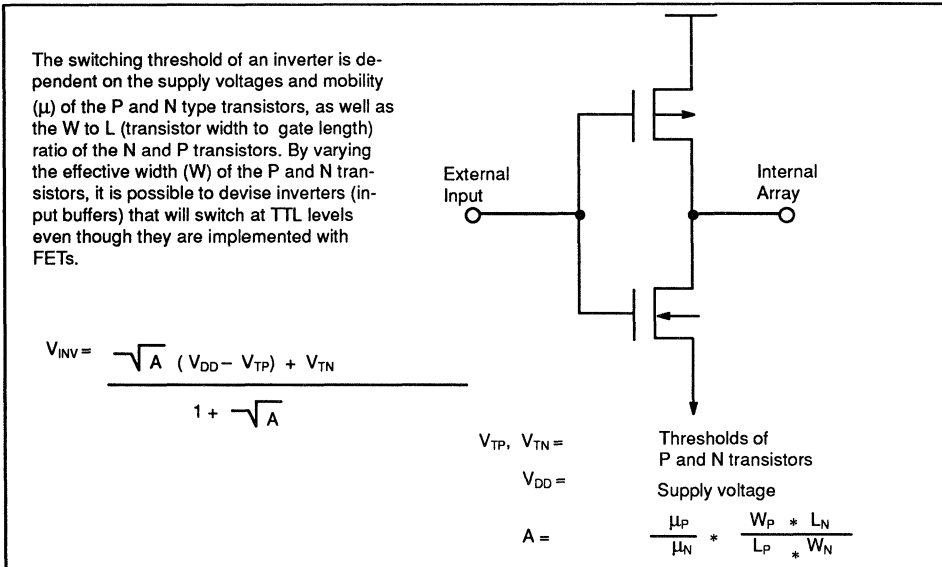 The switching threshold of an inverter is de-
pendent on the supply voltages and mobility
(µ) of the P and N type transistors, as well as
the W to L (transistor width to gate length)
ratio of the N and P transistors. By varying
the effective width (W) of the P and N tran-
sistors, it is possible to devise inverters (in-
put buffers) that will switch at TTL levels
even though they are implemented with
FETs.
External
Input
Internal
Array
V_INV = √A ( V_DD – V_TP) + V_TN
1 + √A
V_TP, V_TN = Thresholds of
P and N transistors
V_DD = Supply voltage
A = µ_P / µ_N * W_P * L_N / L_P * W_N